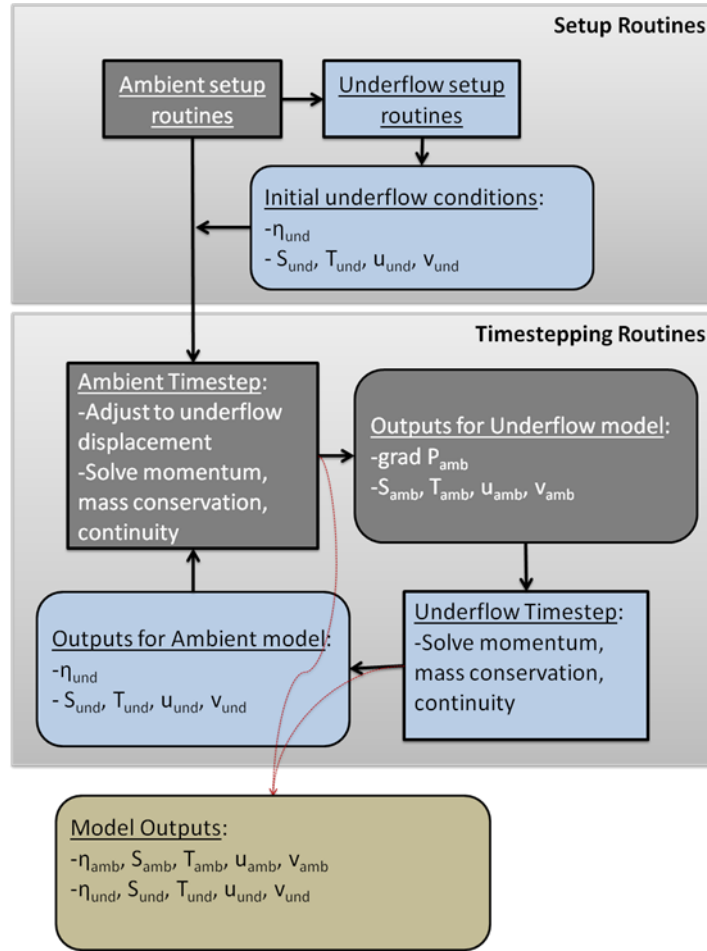 Setup Routines
Ambient setup
routines
Underflow setup
routines
Initial underflow conditions:
-ηund
- Sund, Tund, uund, vund
Timestepping Routines
Ambient Timestep:
-Adjust to underflow
displacement
-Solve momentum,
mass conservation,
continuity
Outputs for Underflow model:
-grad Pamb
-Samb, Tamb, uamb, vamb
Underflow Timestep:
-Solve momentum,
mass conservation,
continuity
Outputs for Ambient model:
-ηund
- Sund, Tund, uund, vund
Model Outputs:
-ηamb, Samb, Tamb, uamb, vamb
-ηund, Sund, Tund, uund, vund